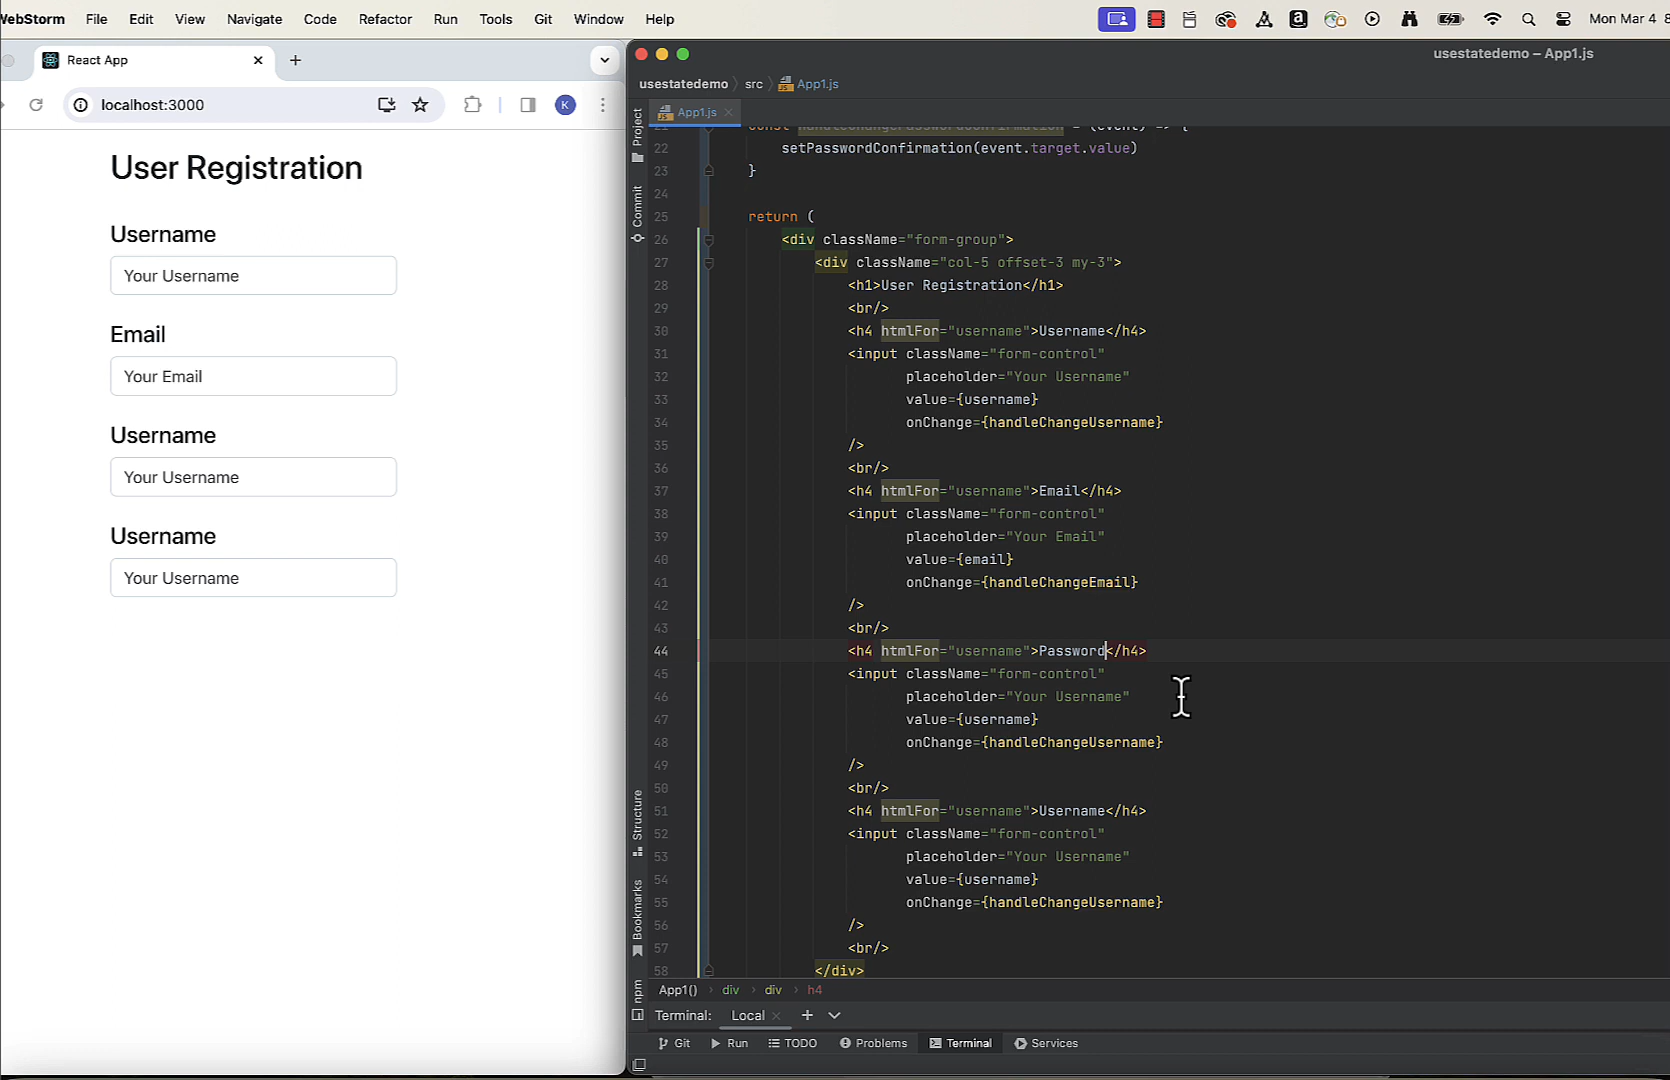 WebStorm File Edit View Navigate Code Refactor Run Tools Git Window Help Mon Mar 4 8
React App
localhost:3000
K
User Registration
Username
Your Username
Email
Your Email
Username
Your Username
Username
Your Username
usestatedemo – App1.js
usestatedemo src App1.js
App1.js
Project
Commit
Structure
Bookmarks
npm
21 const handleChangePasswordConfirmation = (event) => {
22 setPasswordConfirmation(event.target.value)
23 }
24
25 return (
26 <div className="form-group">
27 <div className="col-5 offset-3 my-3">
28 <h1>User Registration</h1>
29 <br/>
30 <h4 htmlFor="username">Username</h4>
31 <input className="form-control"
32 placeholder="Your Username"
33 value={username}
34 onChange={handleChangeUsername}
35 />
36 <br/>
37 <h4 htmlFor="username">Email</h4>
38 <input className="form-control"
39 placeholder="Your Email"
40 value={email}
41 onChange={handleChangeEmail}
42 />
43 <br/>
44 <h4 htmlFor="username">Password</h4>
45 <input className="form-control"
46 placeholder="Your Username"
47 value={username}
48 onChange={handleChangeUsername}
49 />
50 <br/>
51 <h4 htmlFor="username">Username</h4>
52 <input className="form-control"
53 placeholder="Your Username"
54 value={username}
55 onChange={handleChangeUsername}
56 />
57 <br/>
58 </div>
App1() div div h4
Terminal: Local
Git Run TODO Problems Terminal Services